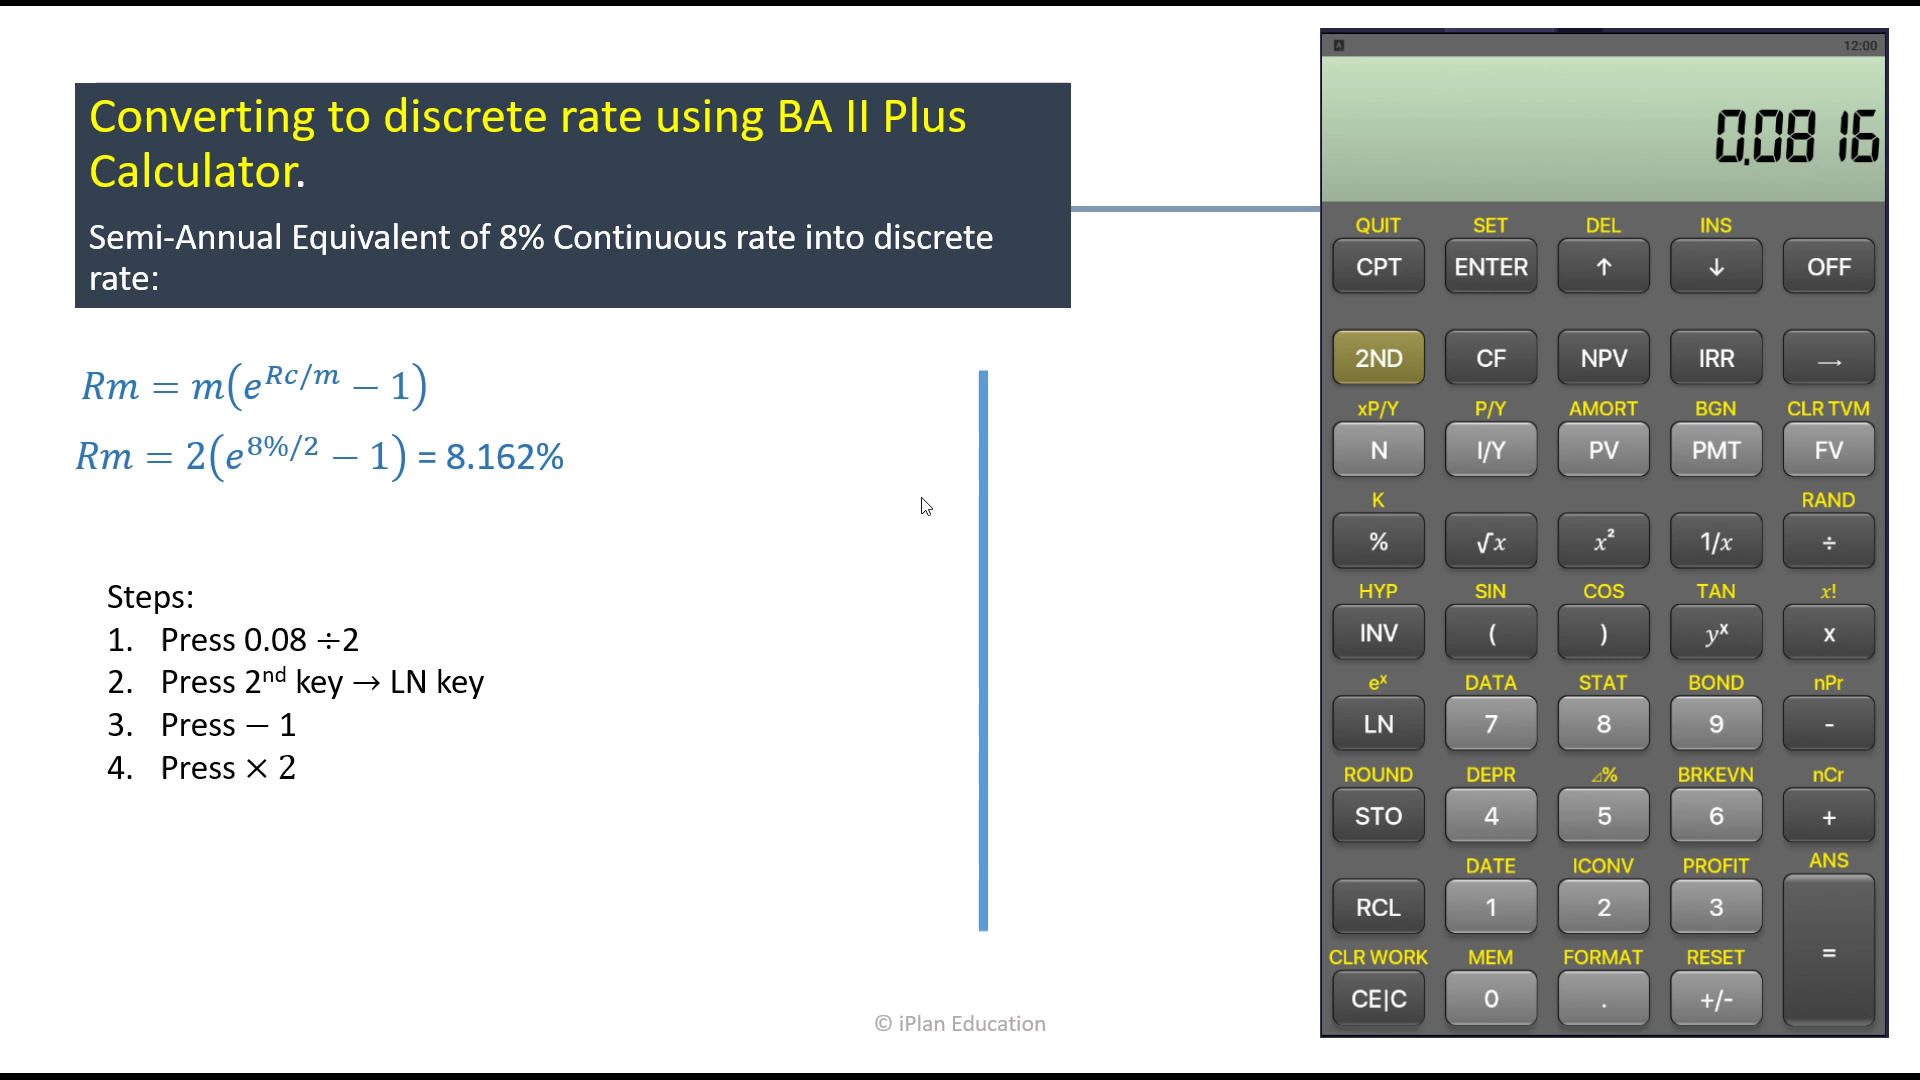 Converting to discrete rate using BA II Plus
Calculator.
Semi-Annual Equivalent of 8% Continuous rate into discrete
rate:
Rm = m(e^{Rc/m} − 1)
Rm = 2(e^{8%/2} − 1) = 8.162%
Steps:
1. Press 0.08 ÷2
2. Press 2nd key → LN key
3. Press − 1
4. Press × 2
© iPlan Education
A 12:00
0.0816
QUIT SET DEL INS
CPT ENTER ↑ ↓ OFF
2ND CF NPV IRR →
xP/Y P/Y AMORT BGN CLR TVM
N I/Y PV PMT FV
K RAND
% √x x² 1/x ÷
HYP SIN COS TAN x!
INV ( ) yˣ x
eˣ DATA STAT BOND nPr
LN 7 8 9 -
ROUND DEPR ⊿% BRKEVN nCr
STO 4 5 6 +
DATE ICONV PROFIT ANS
RCL 1 2 3
=
CLR WORK MEM FORMAT RESET
CE|C 0 . +/-